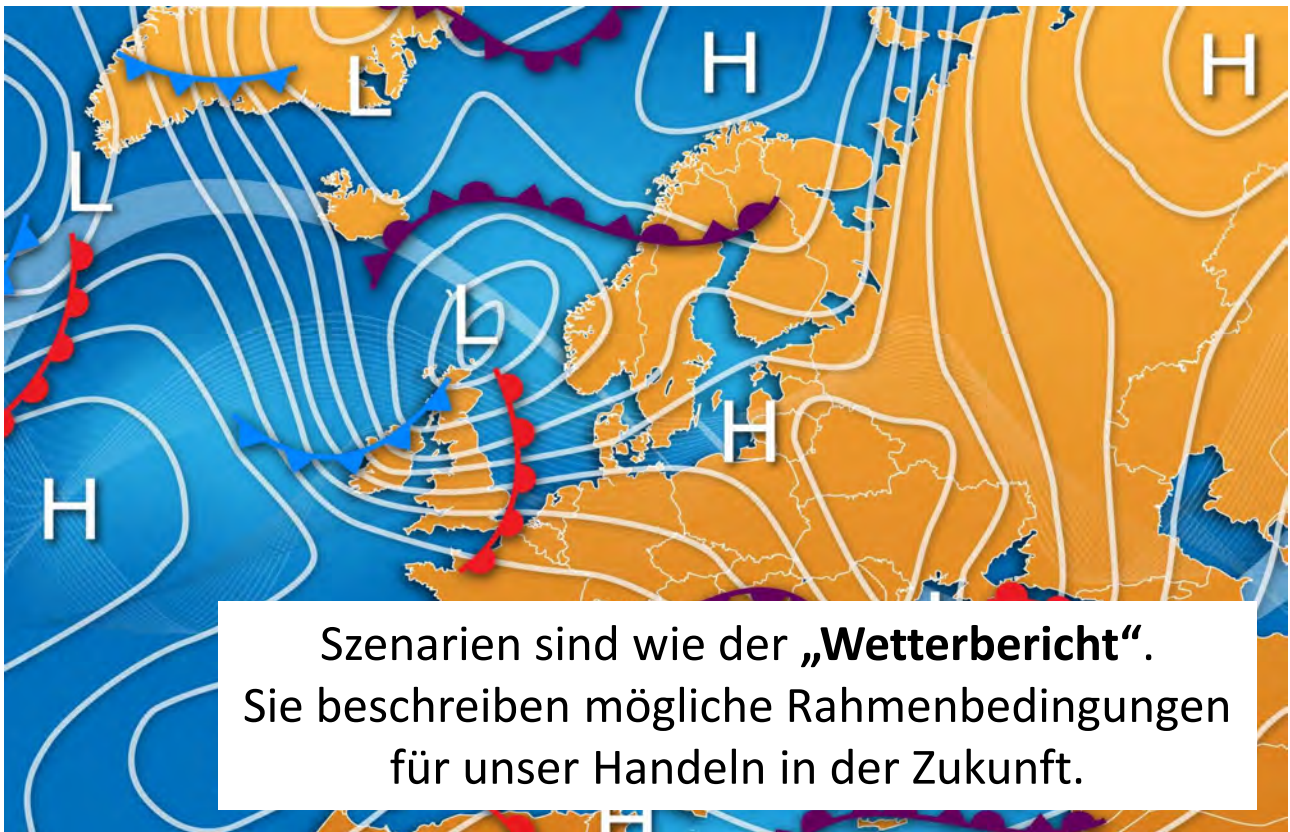 H
H
L
L
L
H
H
Szenarien sind wie der „Wetterbericht“.
Sie beschreiben mögliche Rahmenbedingungen
für unser Handeln in der Zukunft.
H